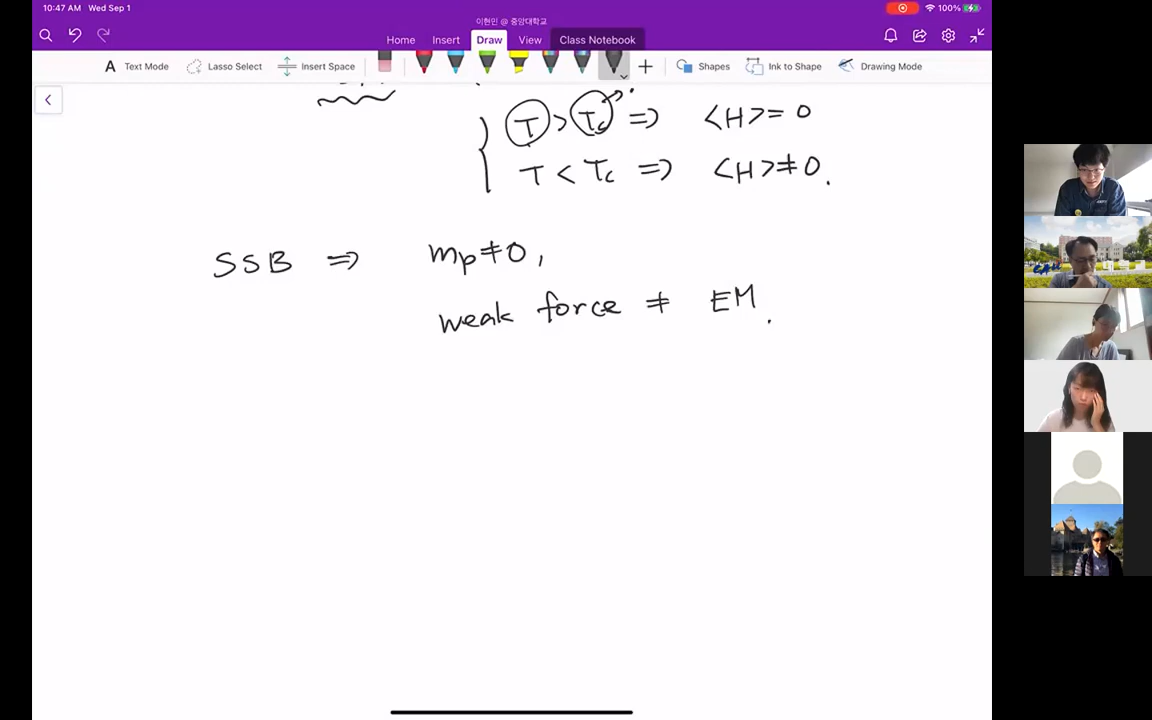 10:47 AM Wed Sep 1
100%
이현민 @ 중앙대학교
Home Insert Draw View Class Notebook
A Text Mode Lasso Select Insert Space Shapes Ink to Shape Drawing Mode
T > Tc => <H> = 0
T < Tc => <H> ≠ 0.
SSB => mp ≠ 0,
weak force ≠ EM.